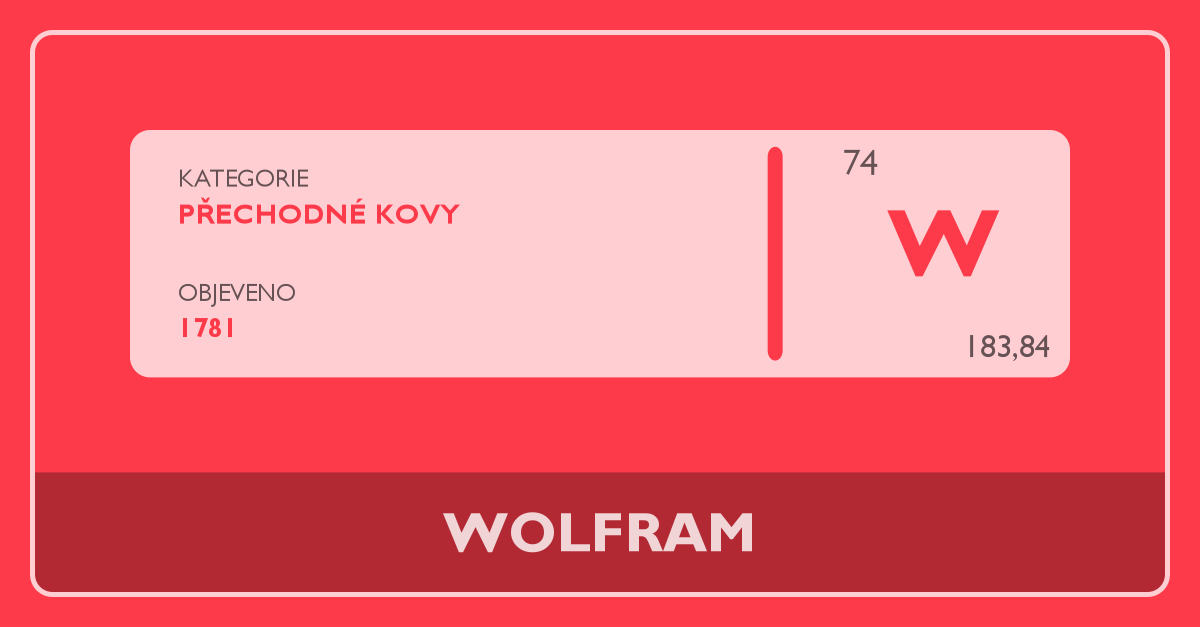 KATEGORIE
PŘECHODNÉ KOVY
OBJEVENO
1781
74
W
183,84
WOLFRAM